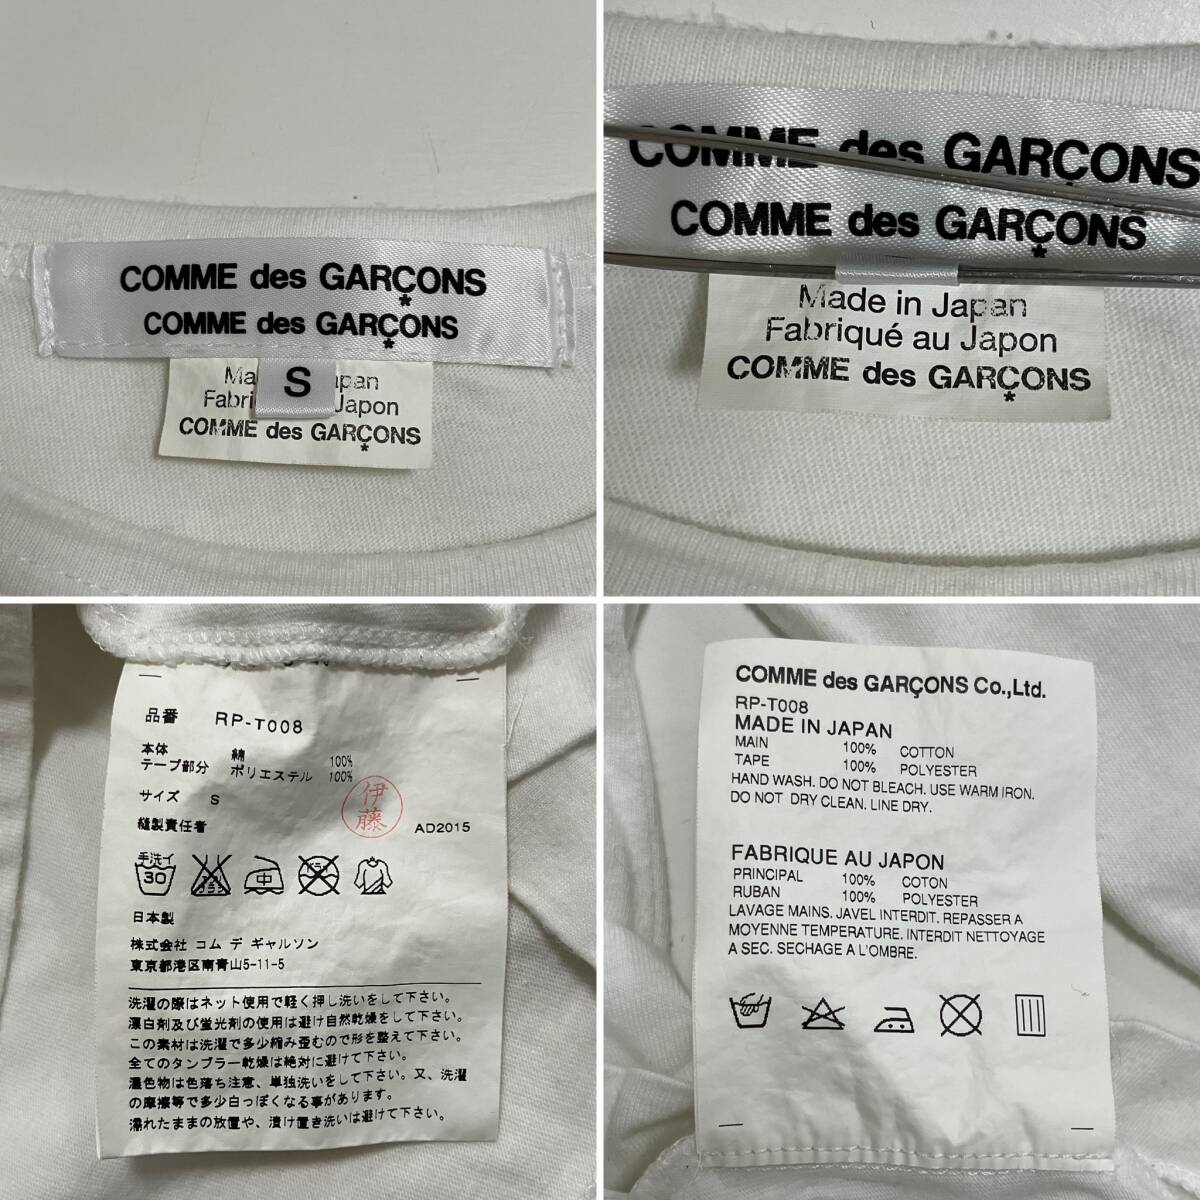 COMME des GARÇONS
COMME des GARÇONS
S
Japon
COMME des GARÇONS
COMME des GARÇONS
COMME des GARÇONS
Made in Japan
Fabriqué au Japon
COMME des GARÇONS
品番 RP-T008
本体 綿 100%
テープ部分 ポリエステル 100%
サイズ S
伊藤
縫製責任者 AD2015
手洗イ
30
中
日本製
株式会社 コム デ ギャルソン
東京都港区南青山5-11-5
洗濯の際はネット使用で軽く押し洗いをして下さい。
漂白剤及び蛍光剤の使用は避け自然乾燥をして下さい。
この素材は洗濯で多少縮み歪むので形を整えて下さい。
全てのタンブラー乾燥は絶対に避けて下さい。
濃色物は色落ち注意、単独洗いをして下さい。又、洗濯
の摩擦等で多少白っぽくなる事があります。
濡れたままの放置や、漬け置き洗いは避けて下さい。
COMME des GARÇONS Co.,Ltd.
RP-T008
MADE IN JAPAN
MAIN 100% COTTON
TAPE 100% POLYESTER
HAND WASH. DO NOT BLEACH. USE WARM IRON.
DO NOT DRY CLEAN. LINE DRY.
FABRIQUE AU JAPON
PRINCIPAL 100% COTON
RUBAN 100% POLYESTER
LAVAGE MAINS. JAVEL INTERDIT. REPASSER A
MOYENNE TEMPERATURE. INTERDIT NETTOYAGE
A SEC. SECHAGE A L'OMBRE.